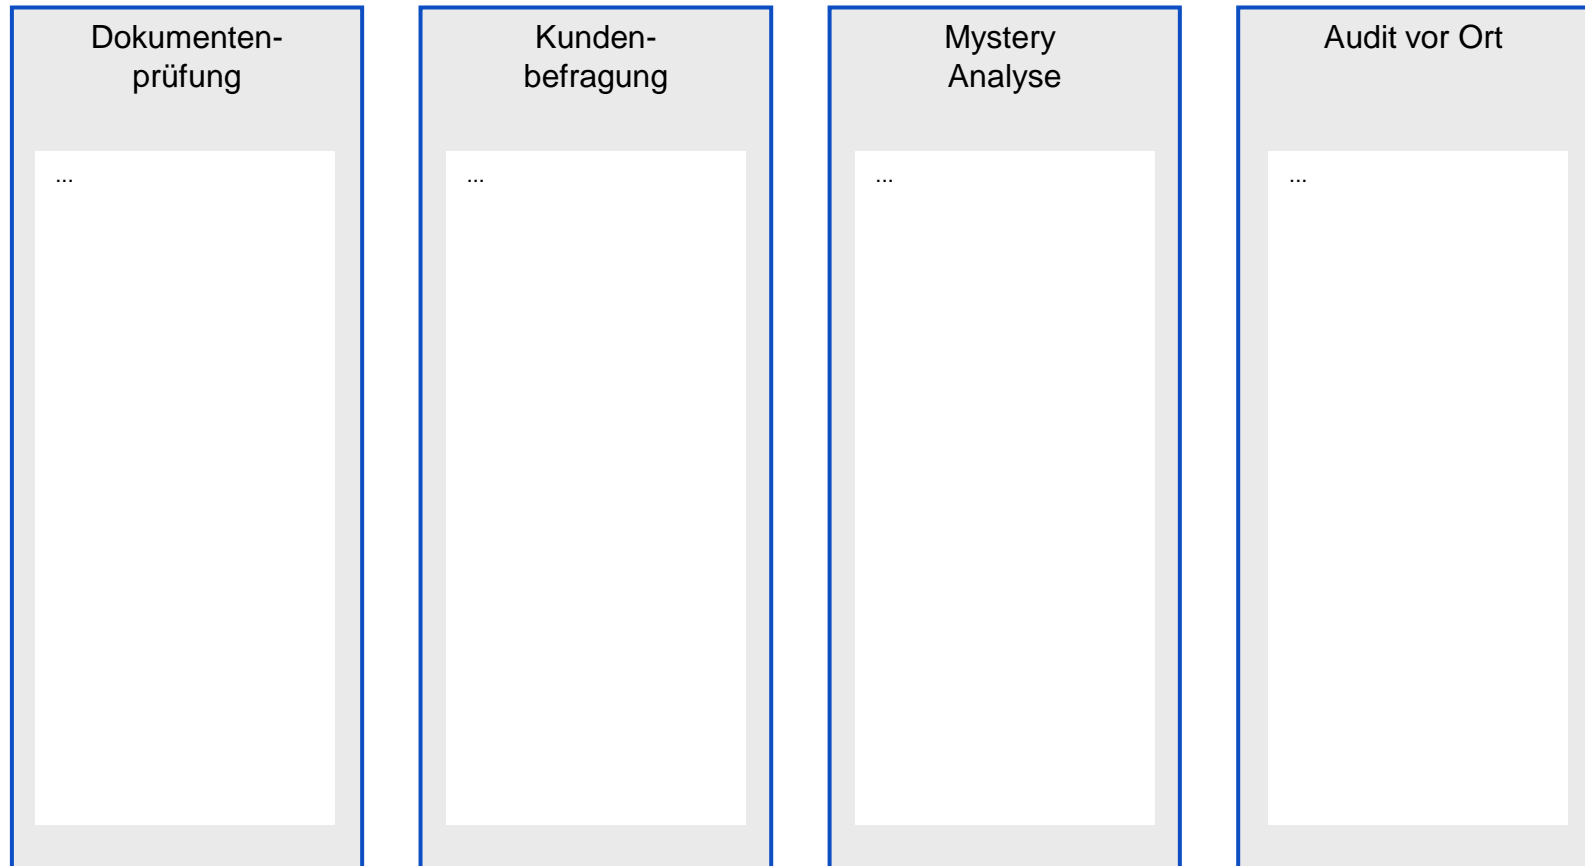 Dokumenten-
prüfung
...
Kunden-
befragung
...
Mystery
Analyse
...
Audit vor Ort
...